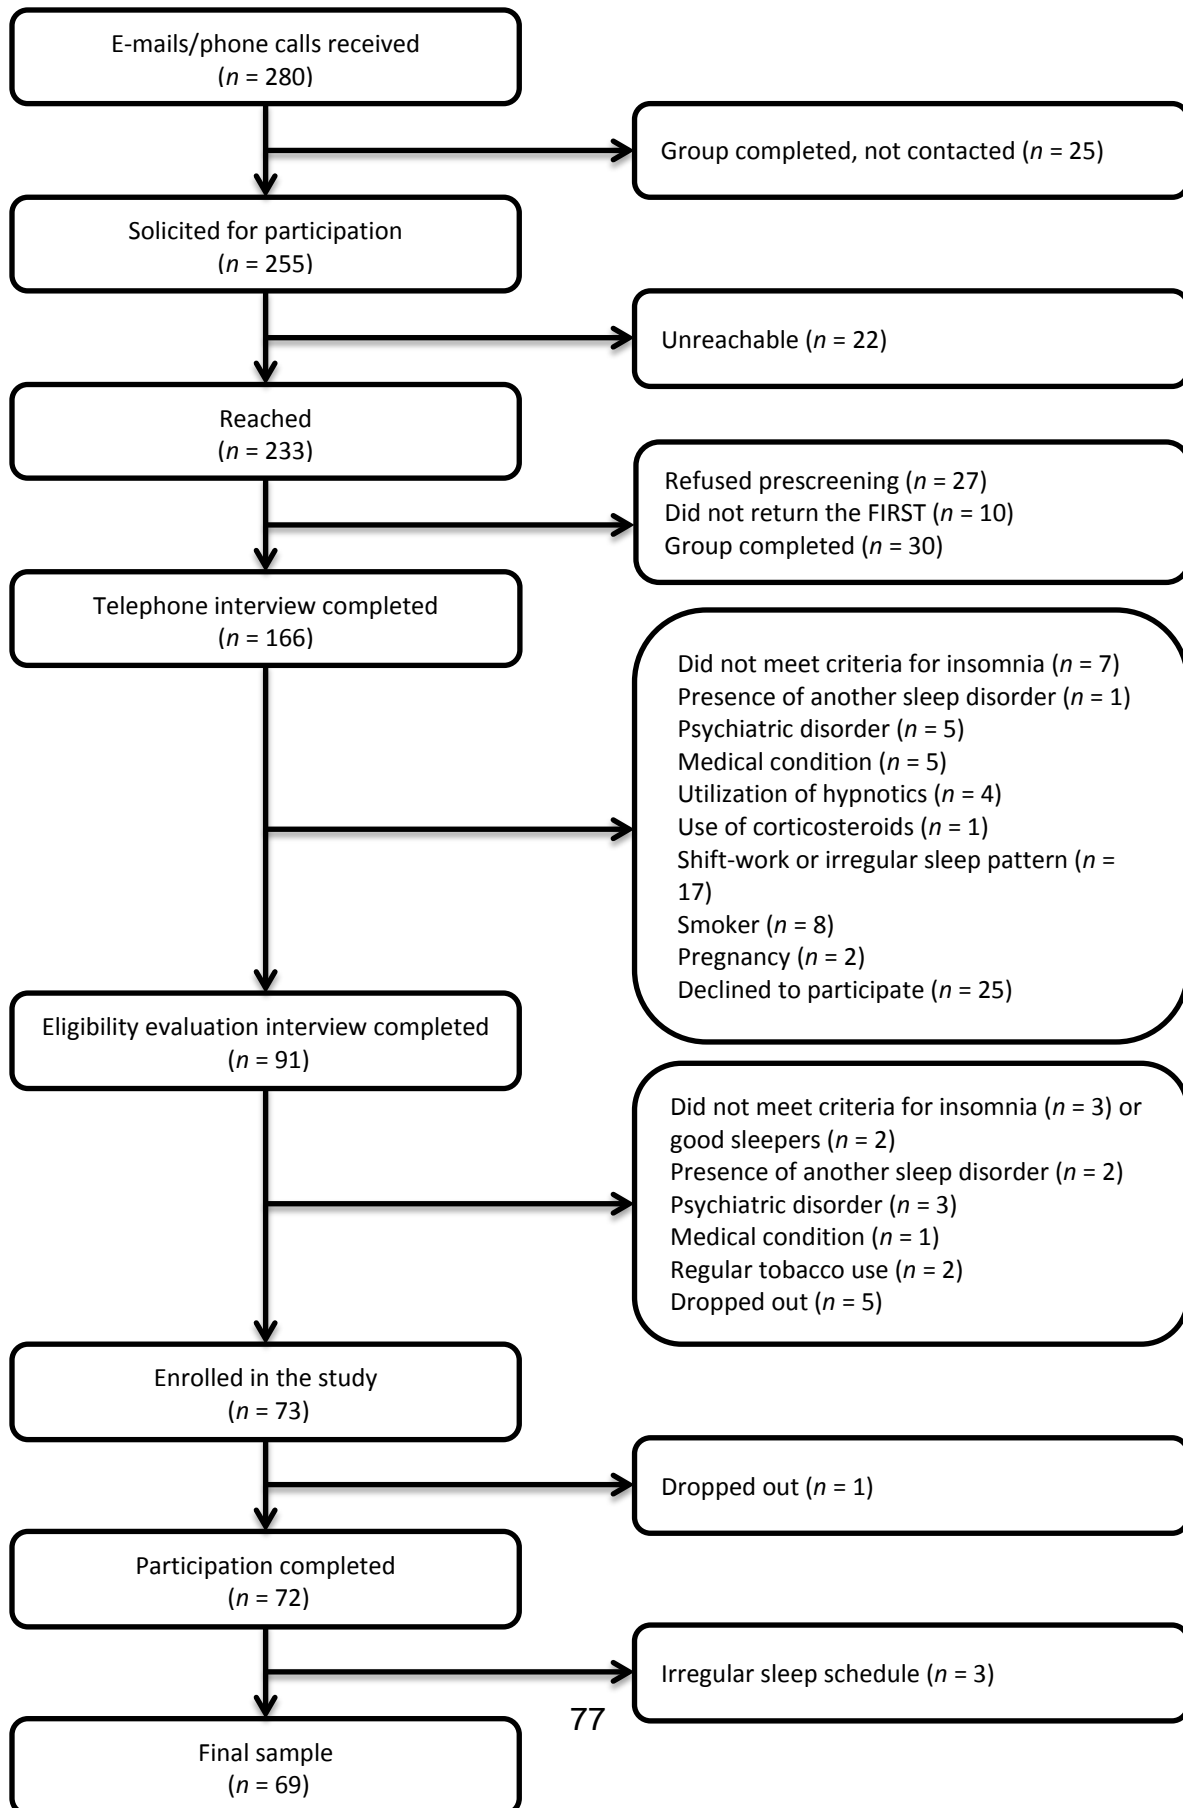 E-mails/phone calls received
(n = 280)
Group completed, not contacted (n = 25)
Solicited for participation
(n = 255)
Unreachable (n = 22)
Reached
(n = 233)
Refused prescreening (n = 27)
Did not return the FIRST (n = 10)
Group completed (n = 30)
Telephone interview completed
(n = 166)
Did not meet criteria for insomnia (n = 7)
Presence of another sleep disorder (n = 1)
Psychiatric disorder (n = 5)
Medical condition (n = 5)
Utilization of hypnotics (n = 4)
Use of corticosteroids (n = 1)
Shift-work or irregular sleep pattern (n =
17)
Smoker (n = 8)
Pregnancy (n = 2)
Declined to participate (n = 25)
Eligibility evaluation interview completed
(n = 91)
Did not meet criteria for insomnia (n = 3) or
good sleepers (n = 2)
Presence of another sleep disorder (n = 2)
Psychiatric disorder (n = 3)
Medical condition (n = 1)
Regular tobacco use (n = 2)
Dropped out (n = 5)
Enrolled in the study
(n = 73)
Dropped out (n = 1)
Participation completed
(n = 72)
Irregular sleep schedule (n = 3)
77
Final sample
(n = 69)